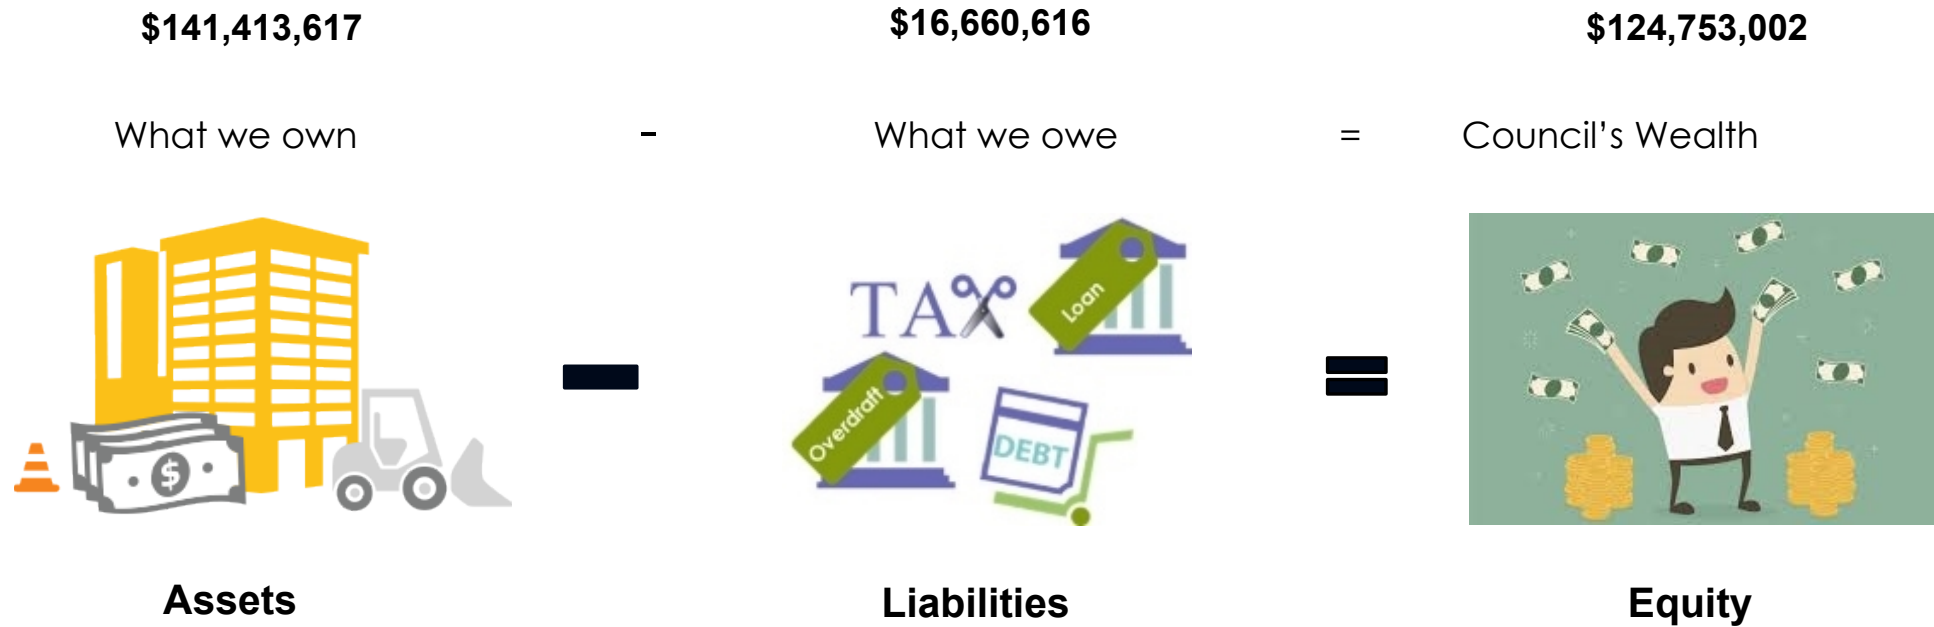 $141,413,617 $16,660,616 $124,753,002
What we own - What we owe = Council's Wealth
TAX
Loan
Overdraft
DEBT
$
Assets Liabilities Equity